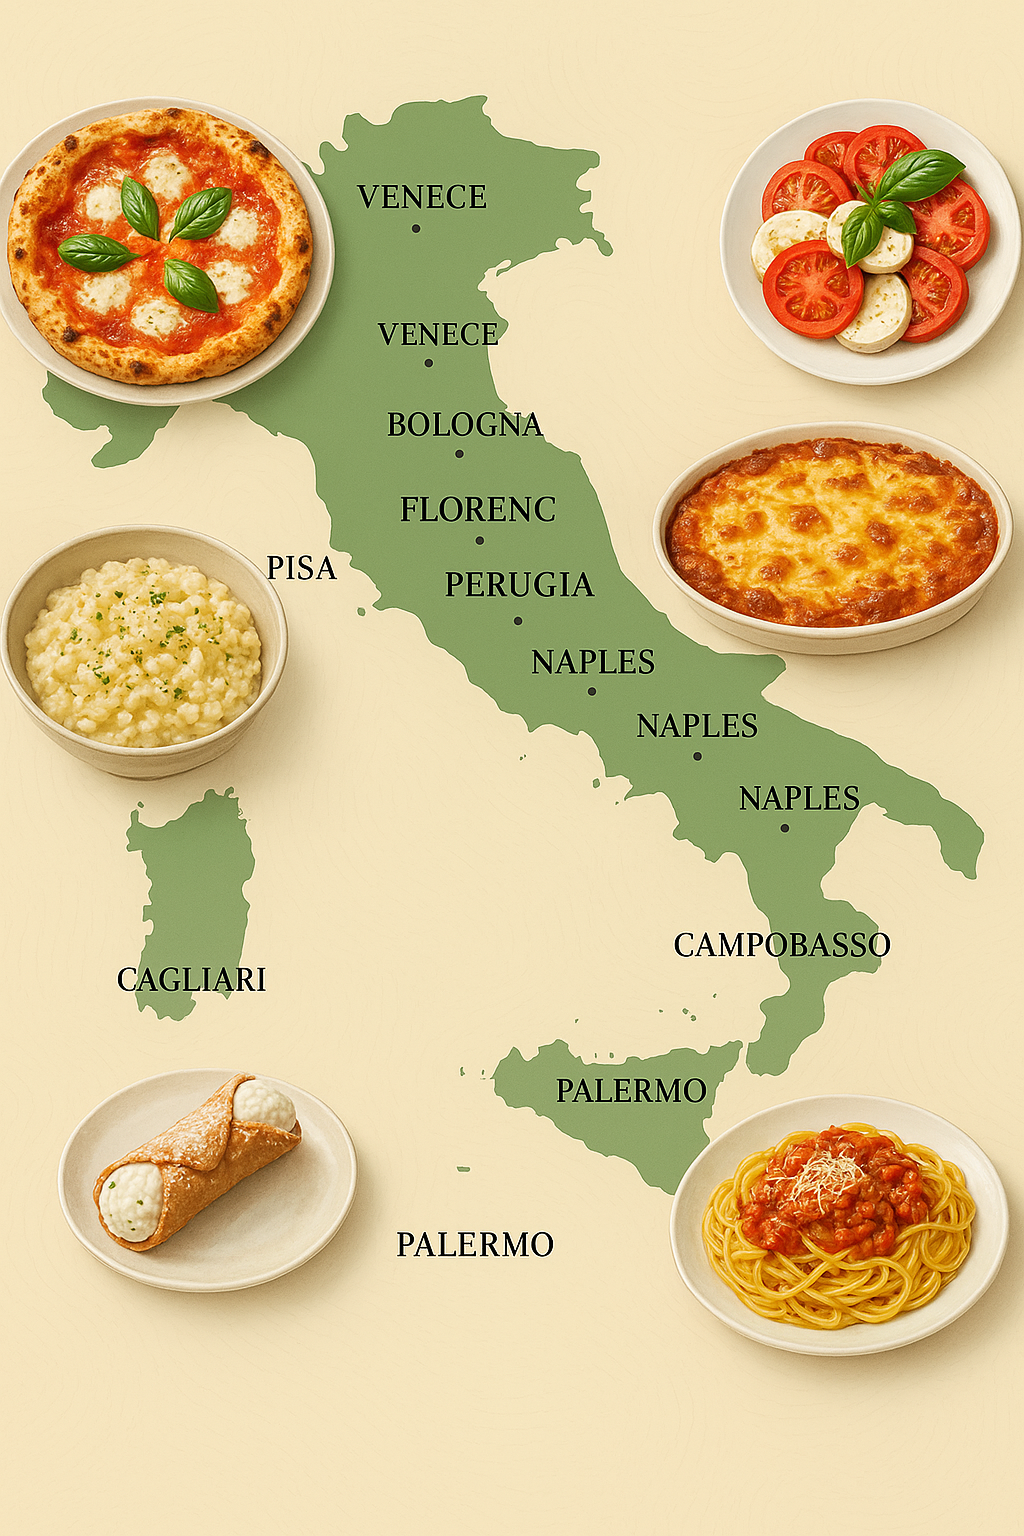 VENECE
VENECE
BOLOGNA
FLORENC
PISA
PERUGIA
NAPLES
NAPLES
NAPLES
CAMPOBASSO
CAGLIARI
PALERMO
PALERMO